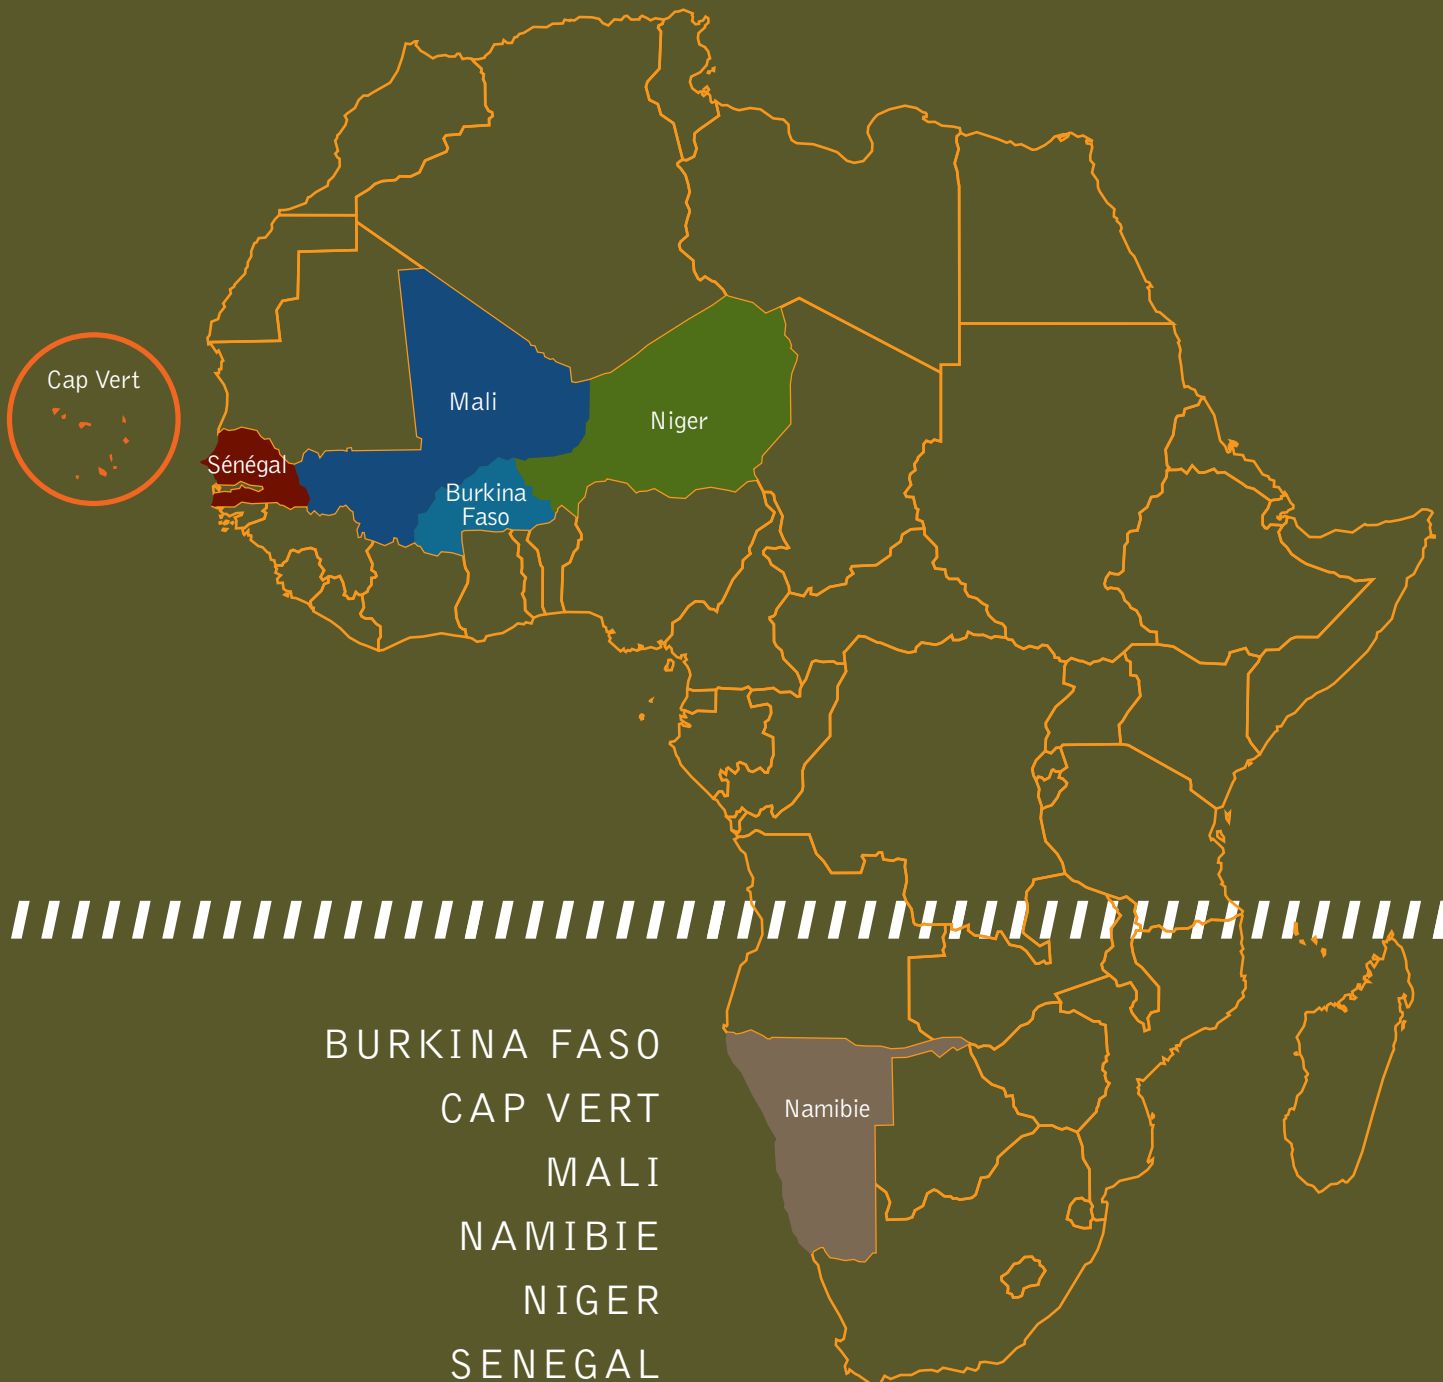 Cap Vert
Mali
Niger
Sénégal
Burkina
Faso
BURKINA FASO
CAP VERT
MALI
Namibie
NAMIBIE
NIGER
SENEGAL